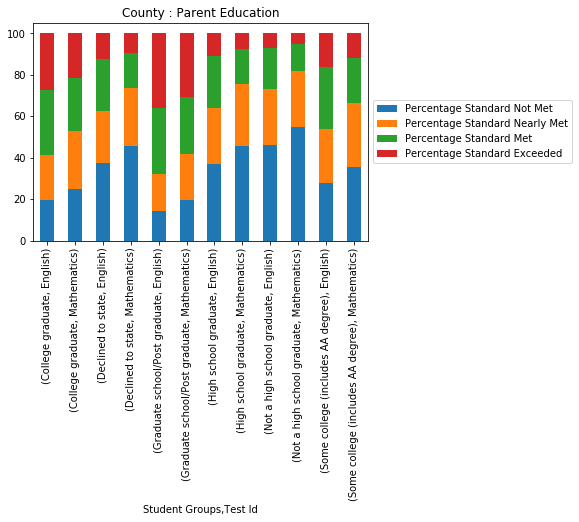 County : Parent Education
100
80
60
40
20
0
Percentage Standard Not Met
Percentage Standard Nearly Met
Percentage Standard Met
Percentage Standard Exceeded
(College graduate, English)
(College graduate, Mathematics)
(Declined to state, English)
(Declined to state, Mathematics)
(Graduate school/Post graduate, English)
(Graduate school/Post graduate, Mathematics)
(High school graduate, English)
(High school graduate, Mathematics)
(Not a high school graduate, English)
(Not a high school graduate, Mathematics)
(Some college (includes AA degree), English)
(Some college (includes AA degree), Mathematics)
Student Groups,Test Id